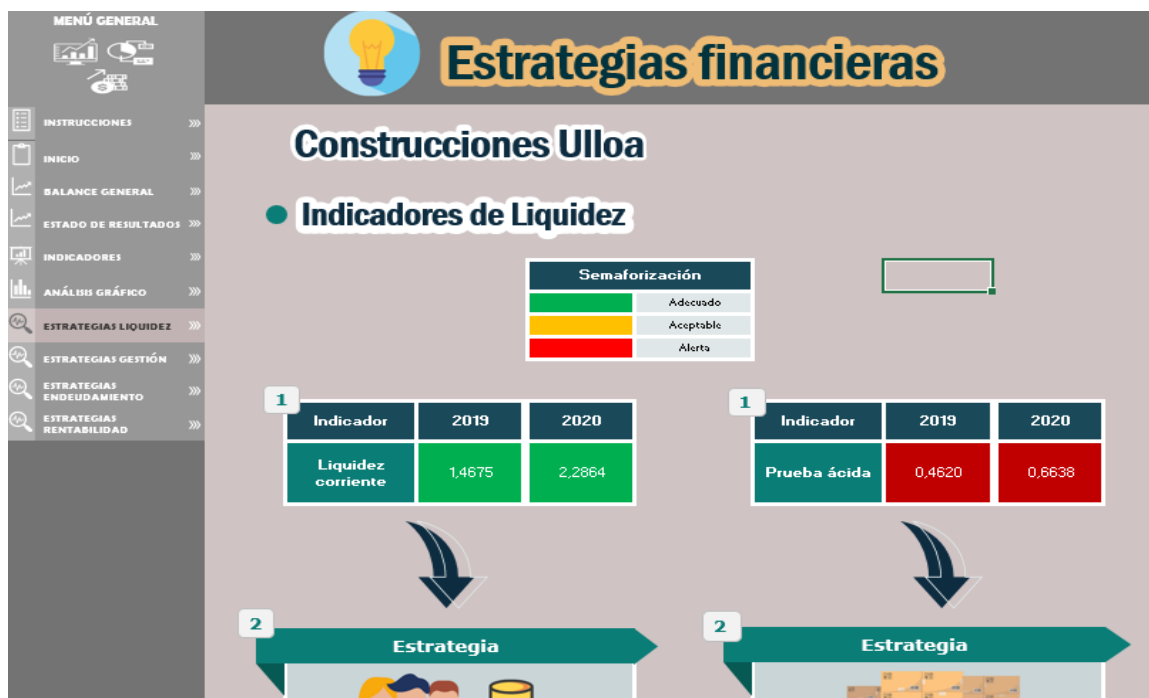 MENÚ GENERAL
INSTRUCCIONES
INICIO
BALANCE GENERAL
ESTADO DE RESULTADOS
INDICADORES
ANÁLISIS GRÁFICO
ESTRATEGIAS LIQUIDEZ
ESTRATEGIAS GESTIÓN
ESTRATEGIAS
ENDEUDAMIENTO
ESTRATEGIAS
RENTABILIDAD
Estrategias financieras
Construcciones Ulloa
Indicadores de Liquidez
Semaforización
Adecuado
Aceptable
Alerta
1
Indicador 2019 2020
Liquidez
corriente
1,4675 2,2864
1
Indicador 2019 2020
Prueba ácida 0,4620 0,6638
2
Estrategia
2
Estrategia